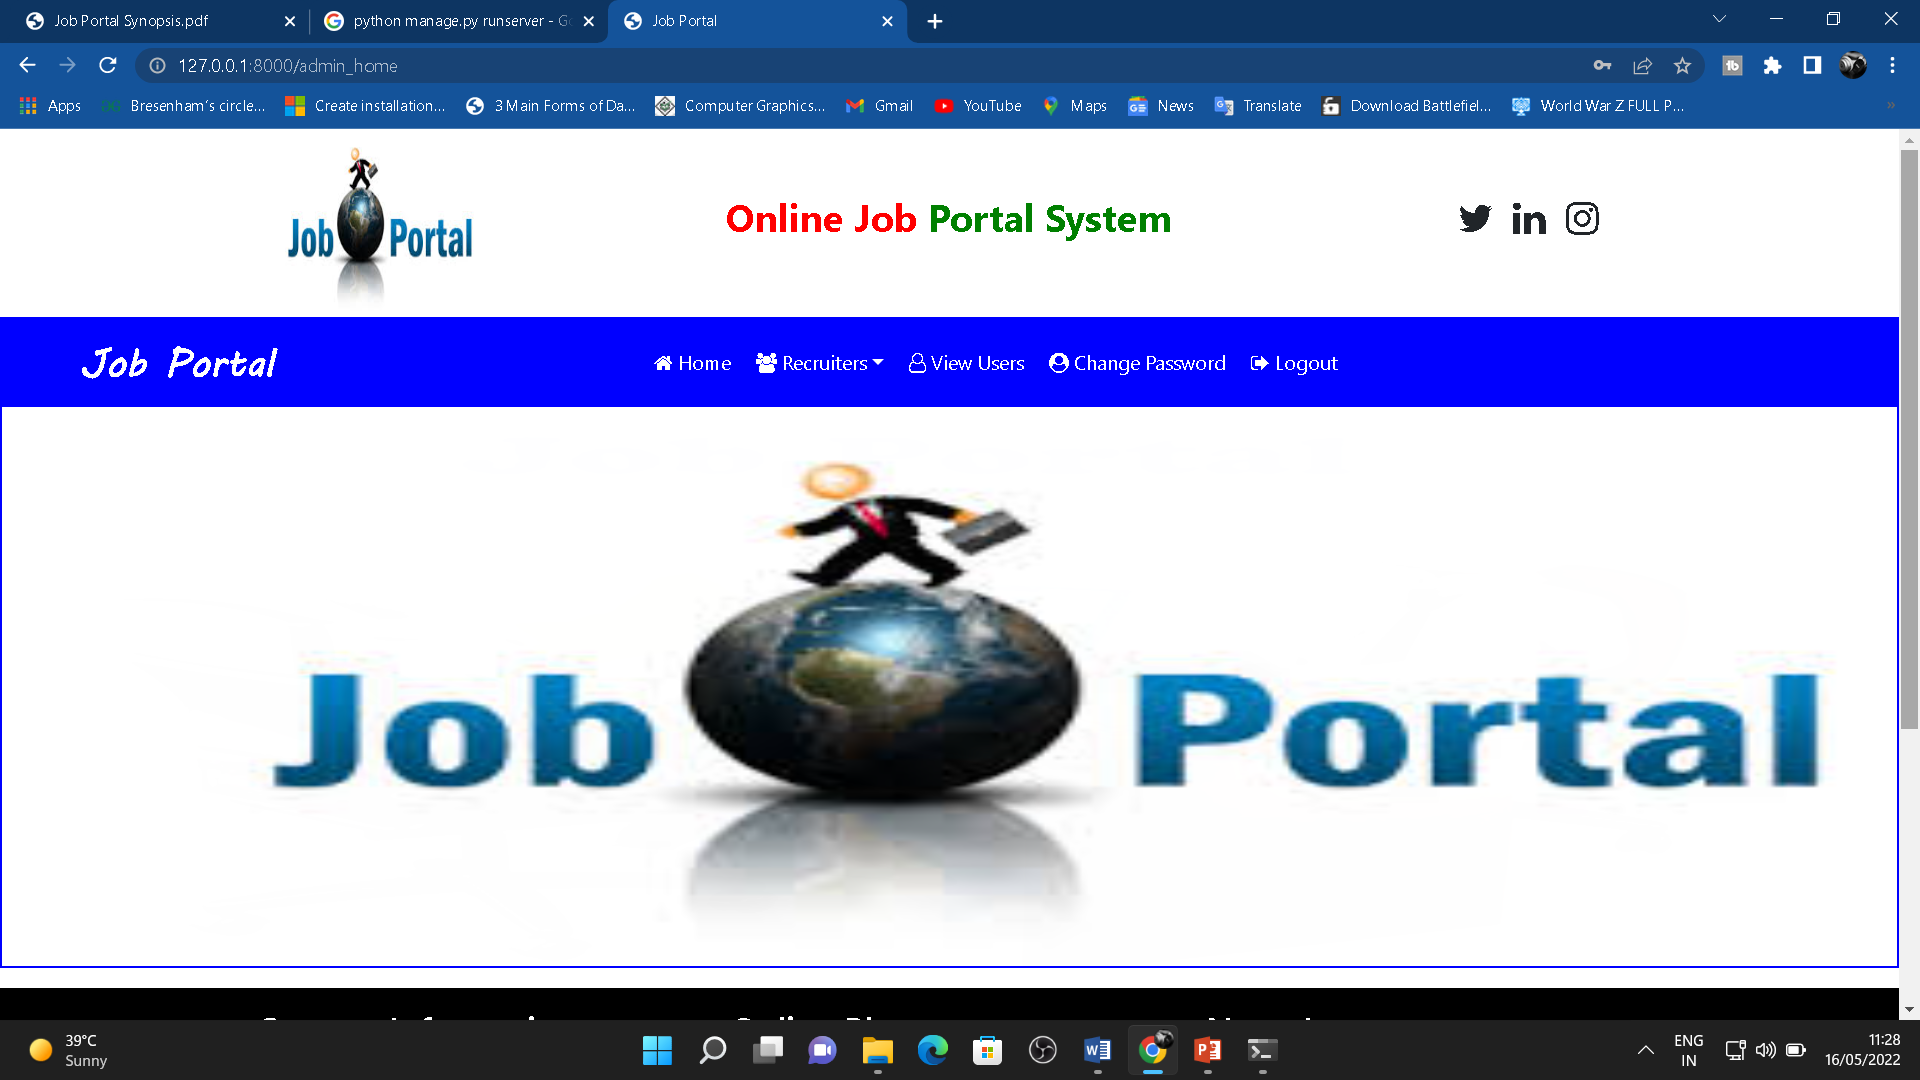 Job Portal Synopsis.pdf
python manage.py runserver - Go
Job Portal
127.0.0.1:8000/admin_home
Apps
Bresenham's circle...
Create installation...
3 Main Forms of Da...
Computer Graphics...
Gmail
YouTube
Maps
News
Translate
Download Battlefiel...
World War Z FULL P...
Job Portal
Online Job Portal System
Job Portal
Home
Recruiters
View Users
Change Password
Logout
Job Portal
39°C
Sunny
ENG
IN
11:28
16/05/2022